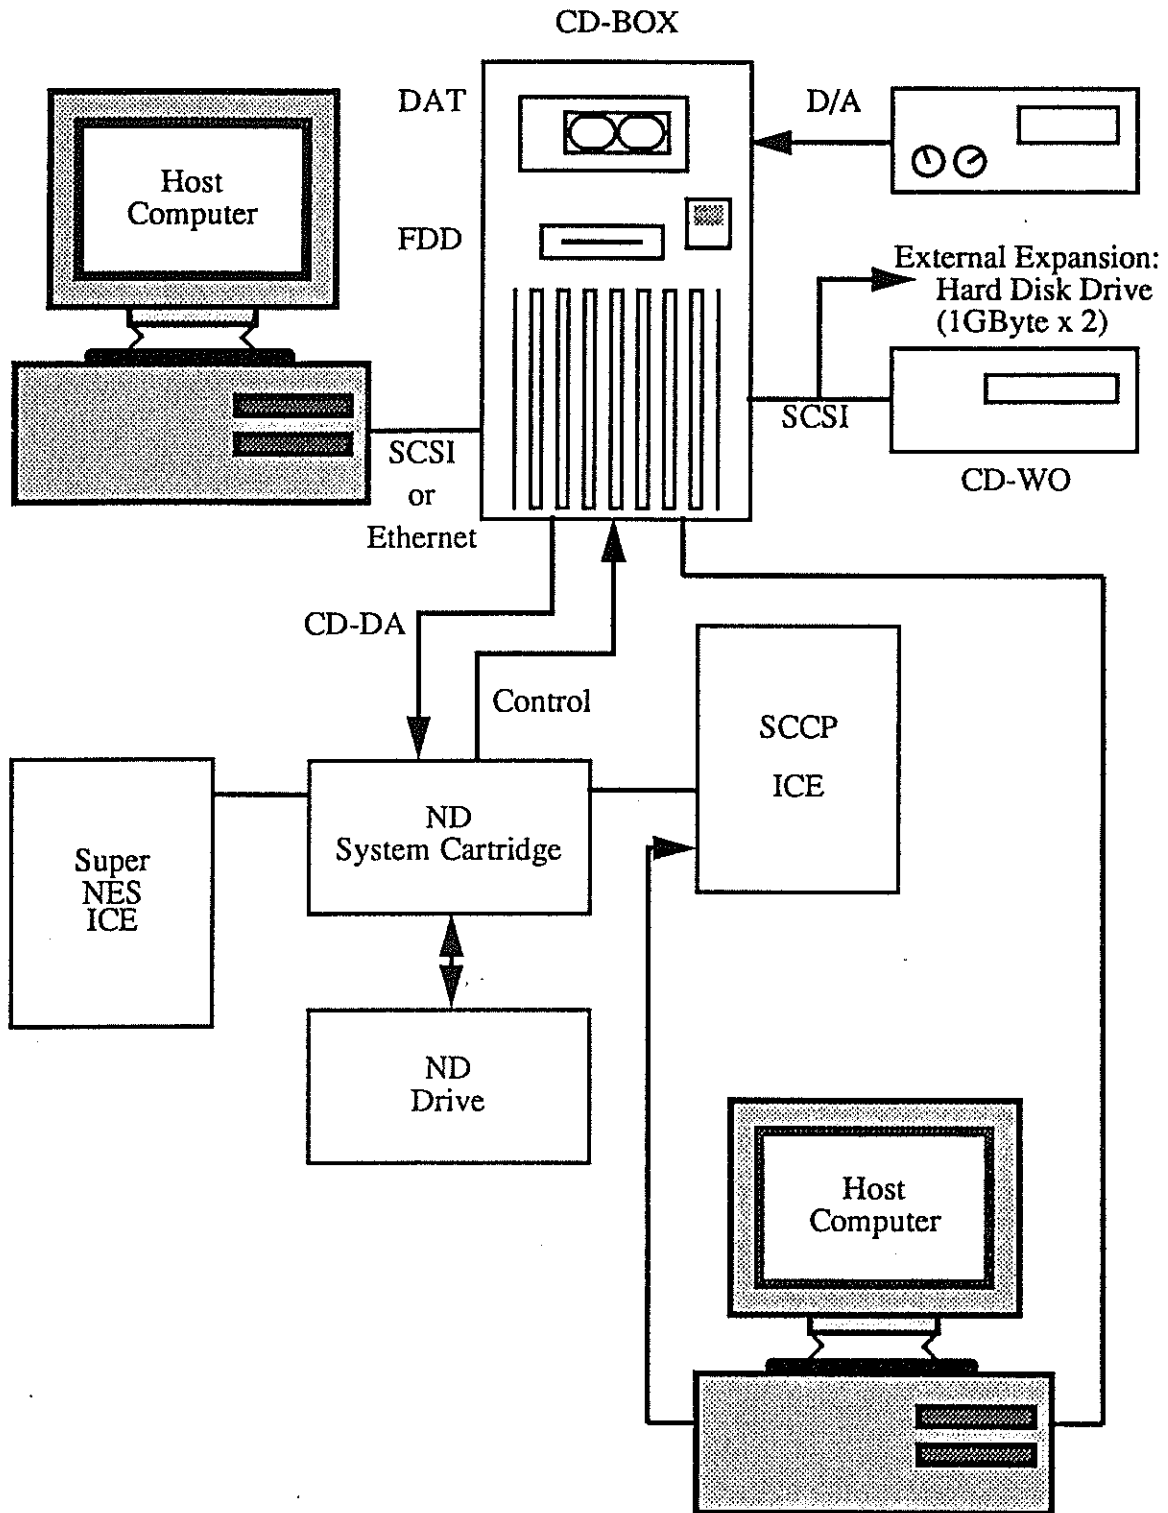 CD-BOX
DAT
D/A
Host
Computer
FDD
External Expansion:
Hard Disk Drive
(1GByte x 2)
SCSI
CD-WO
SCSI
or
Ethernet
CD-DA
Control
SCCP
ICE
ND
System Cartridge
Super
NES
ICE
ND
Drive
Host
Computer